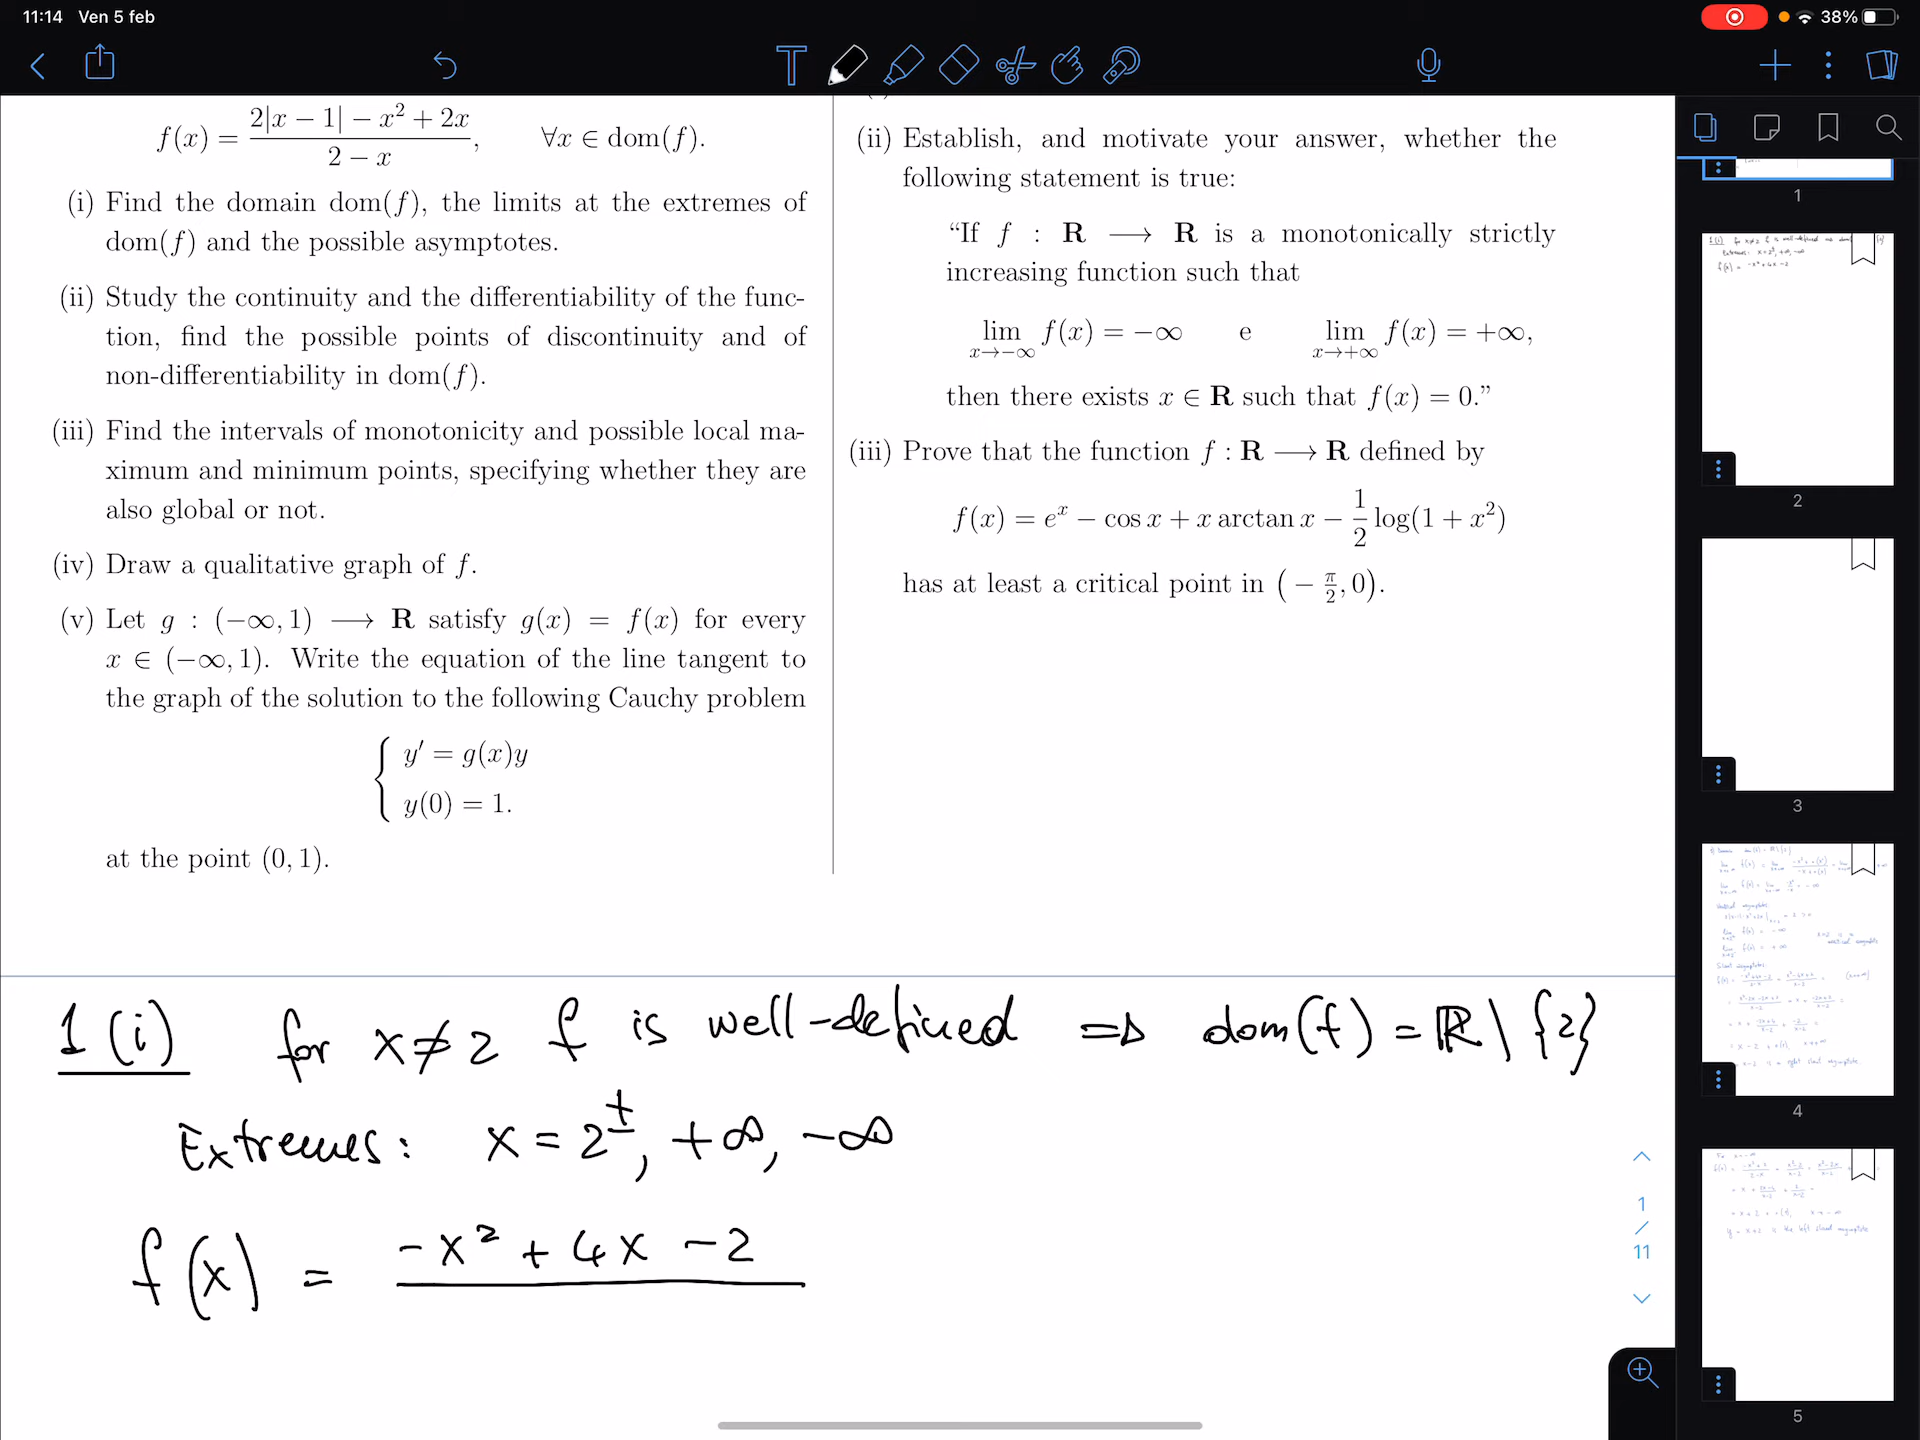 11:14 Ven 5 feb
38%
f(x) = (2|x − 1| − x² + 2x)/(2 − x), ∀x ∈ dom(f).
(i) Find the domain dom(f), the limits at the extremes of
dom(f) and the possible asymptotes.
(ii) Study the continuity and the differentiability of the func-
tion, find the possible points of discontinuity and of
non-differentiability in dom(f).
(iii) Find the intervals of monotonicity and possible local ma-
ximum and minimum points, specifying whether they are
also global or not.
(iv) Draw a qualitative graph of f.
(v) Let g : (−∞, 1) ⟶ R satisfy g(x) = f(x) for every
x ∈ (−∞, 1). Write the equation of the line tangent to
the graph of the solution to the following Cauchy problem
{ y′ = g(x)y
y(0) = 1.
at the point (0, 1).
(ii) Establish, and motivate your answer, whether the
following statement is true:
“If f : R ⟶ R is a monotonically strictly
increasing function such that
lim x→−∞ f(x) = −∞ e lim x→+∞ f(x) = +∞,
then there exists x ∈ R such that f(x) = 0.”
(iii) Prove that the function f : R ⟶ R defined by
f(x) = eˣ − cos x + x arctan x − 1/2 log(1 + x²)
has at least a critical point in (− π/2, 0).
1 (i) for x≠2 f is well-defined ⇒ dom(f) = ℝ \ {2}
Extremes: x = 2^±, +∞, −∞
f(x) = −x² + 4x − 2
1
/
11
1
2
3
4
5